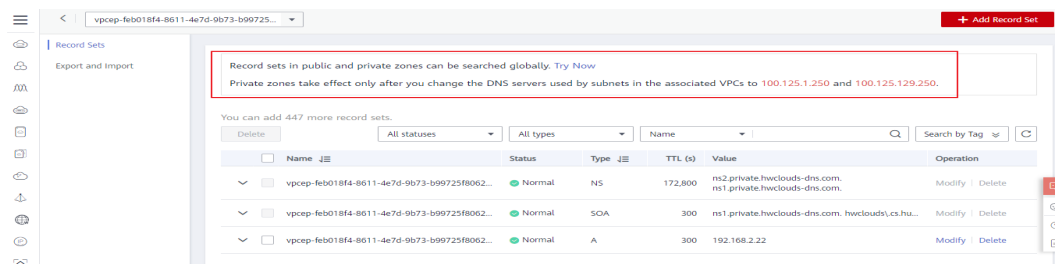 vpcep-feb018f4-8611-4e7d-9b73-b99725...
Add Record Set
Record Sets
Export and Import
Record sets in public and private zones can be searched globally. Try Now
Private zones take effect only after you change the DNS servers used by subnets in the associated VPCs to 100.125.1.250 and 100.125.129.250.
You can add 447 more record sets.
Delete All statuses All types Name Search by Tag
Name Status Type TTL (s) Value Operation
vpcep-feb018f4-8611-4e7d-9b73-b99725f8062... Normal NS 172,800 ns2.private.hwclouds-dns.com. Modify Delete
ns1.private.hwclouds-dns.com.
vpcep-feb018f4-8611-4e7d-9b73-b99725f8062... Normal SOA 300 ns1.private.hwclouds-dns.com. hwclouds\.cs.hu... Modify Delete
vpcep-feb018f4-8611-4e7d-9b73-b99725f8062... Normal A 300 192.168.2.22 Modify Delete